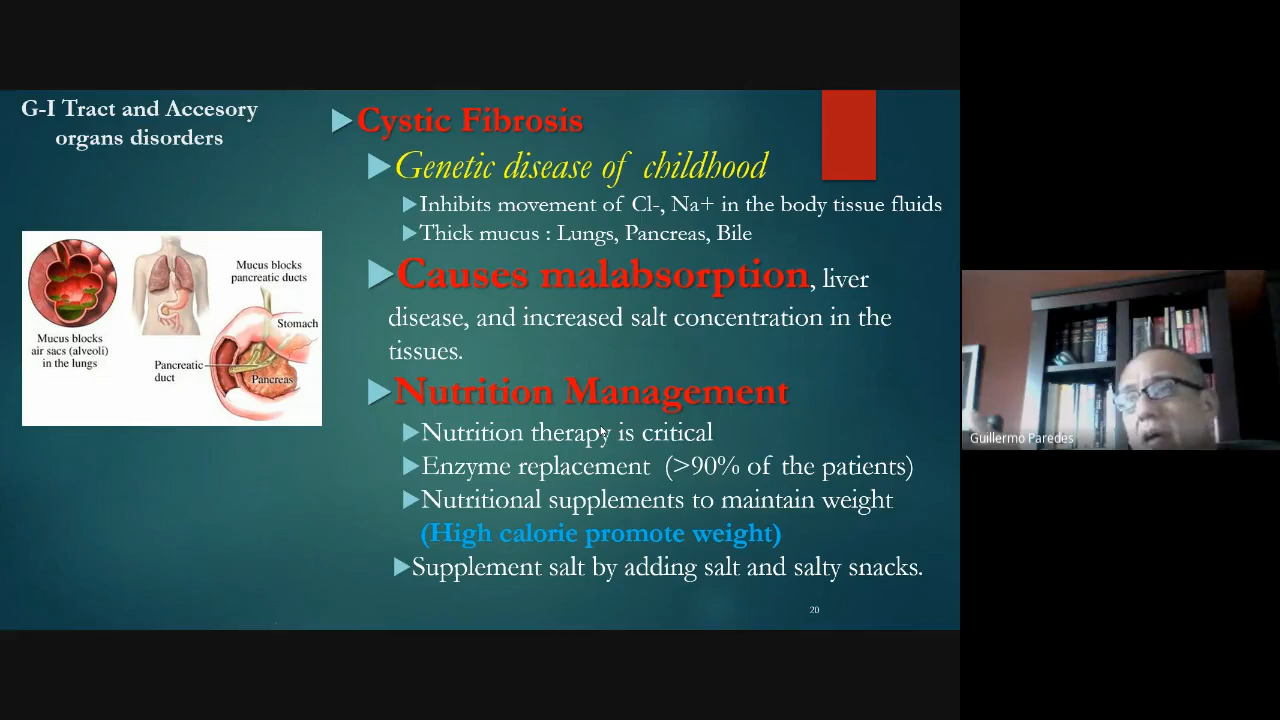 G-I Tract and Accesory
organs disorders
Cystic Fibrosis
Genetic disease of childhood
Inhibits movement of Cl-, Na+ in the body tissue fluids
Thick mucus : Lungs, Pancreas, Bile
Causes malabsorption, liver
disease, and increased salt concentration in the
tissues.
Nutrition Management
Nutrition therapy is critical
Enzyme replacement (>90% of the patients)
Nutritional supplements to maintain weight
(High calorie promote weight)
Supplement salt by adding salt and salty snacks.
20
Mucus blocks
pancreatic ducts
Stomach
Mucus blocks
air sacs (alveoli)
in the lungs
Pancreatic
duct
Pancreas
Guillermo Paredes